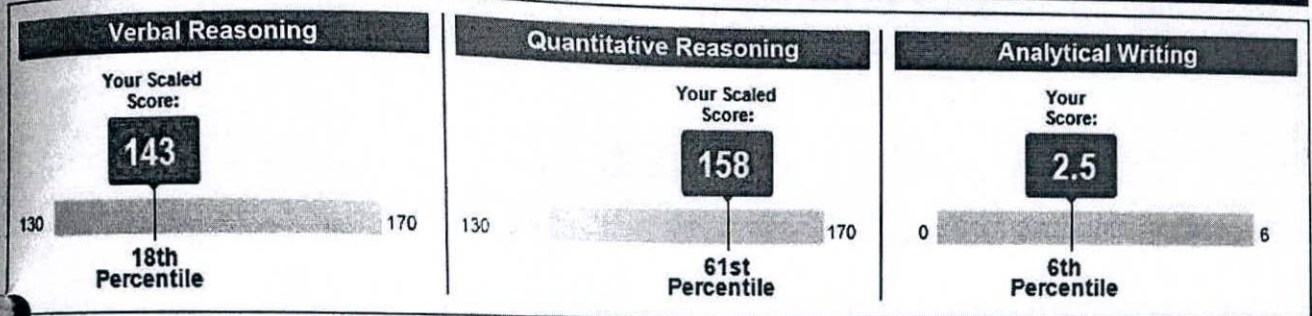 Verbal Reasoning
Your Scaled
Score:
143
130
170
18th
Percentile
Quantitative Reasoning
Your Scaled
Score:
158
130
170
61st
Percentile
Analytical Writing
Your
Score:
2.5
0
6
6th
Percentile